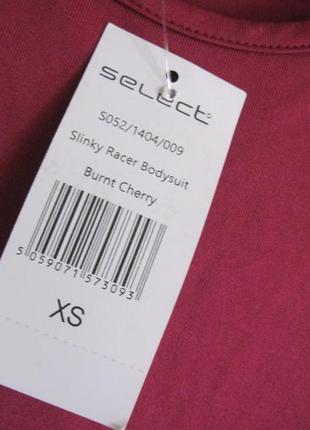 select
S052/1404/009
Slinky Racer Bodysuit
Burnt Cherry
5 059071 573093
XS